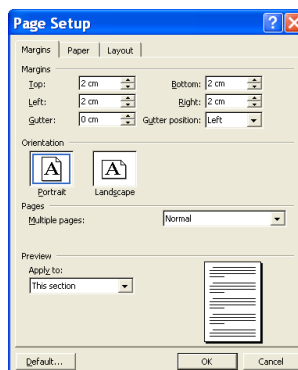 Page Setup
Margins Paper Layout
Margins
Top: 2 cm Bottom: 2 cm
Left: 2 cm Right: 2 cm
Gutter: 0 cm Gutter position: Left
Orientation
A A
Portrait Landscape
Pages
Multiple pages: Normal
Preview
Apply to:
This section
Default... OK Cancel